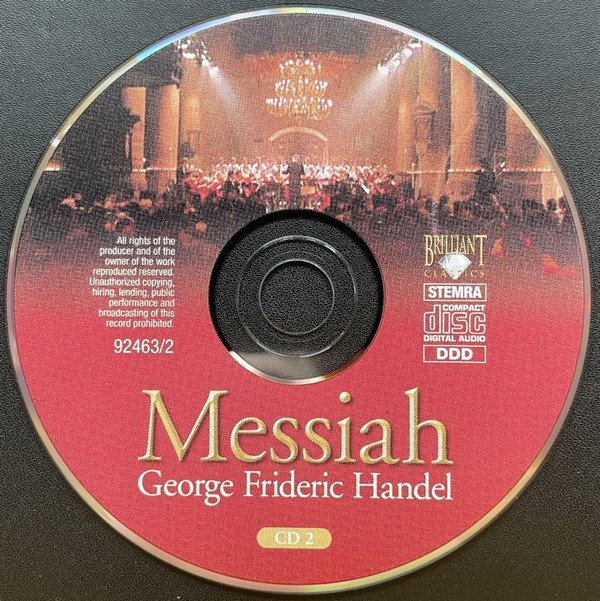 All rights of the
producer and of the
owner of the work
reproduced reserved.
Unauthorized copying,
hiring, lending, public
performance and
broadcasting of this
record prohibited.
92463/2
BRILLIANT
CLASSICS
STEMRA
COMPACT
disc
DIGITAL AUDIO
DDD
Messiah
George Frideric Handel
CD 2